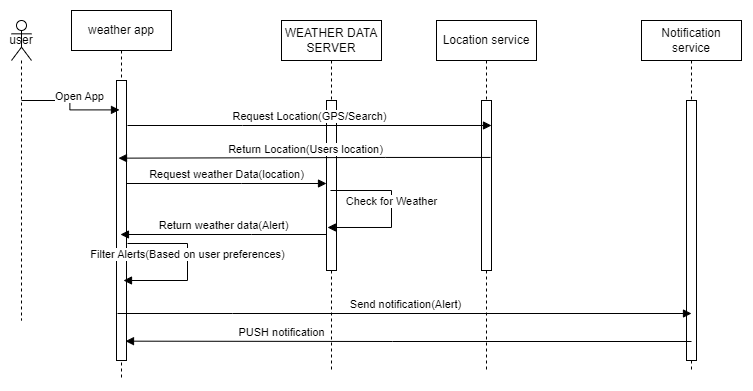 user
weather app
WEATHER DATA
SERVER
Location service
Notification
service
Open App
Request Location(GPS/Search)
Return Location(Users location)
Request weather Data(location)
Check for Weather
Return weather data(Alert)
Filter Alerts(Based on user preferences)
Send notification(Alert)
PUSH notification